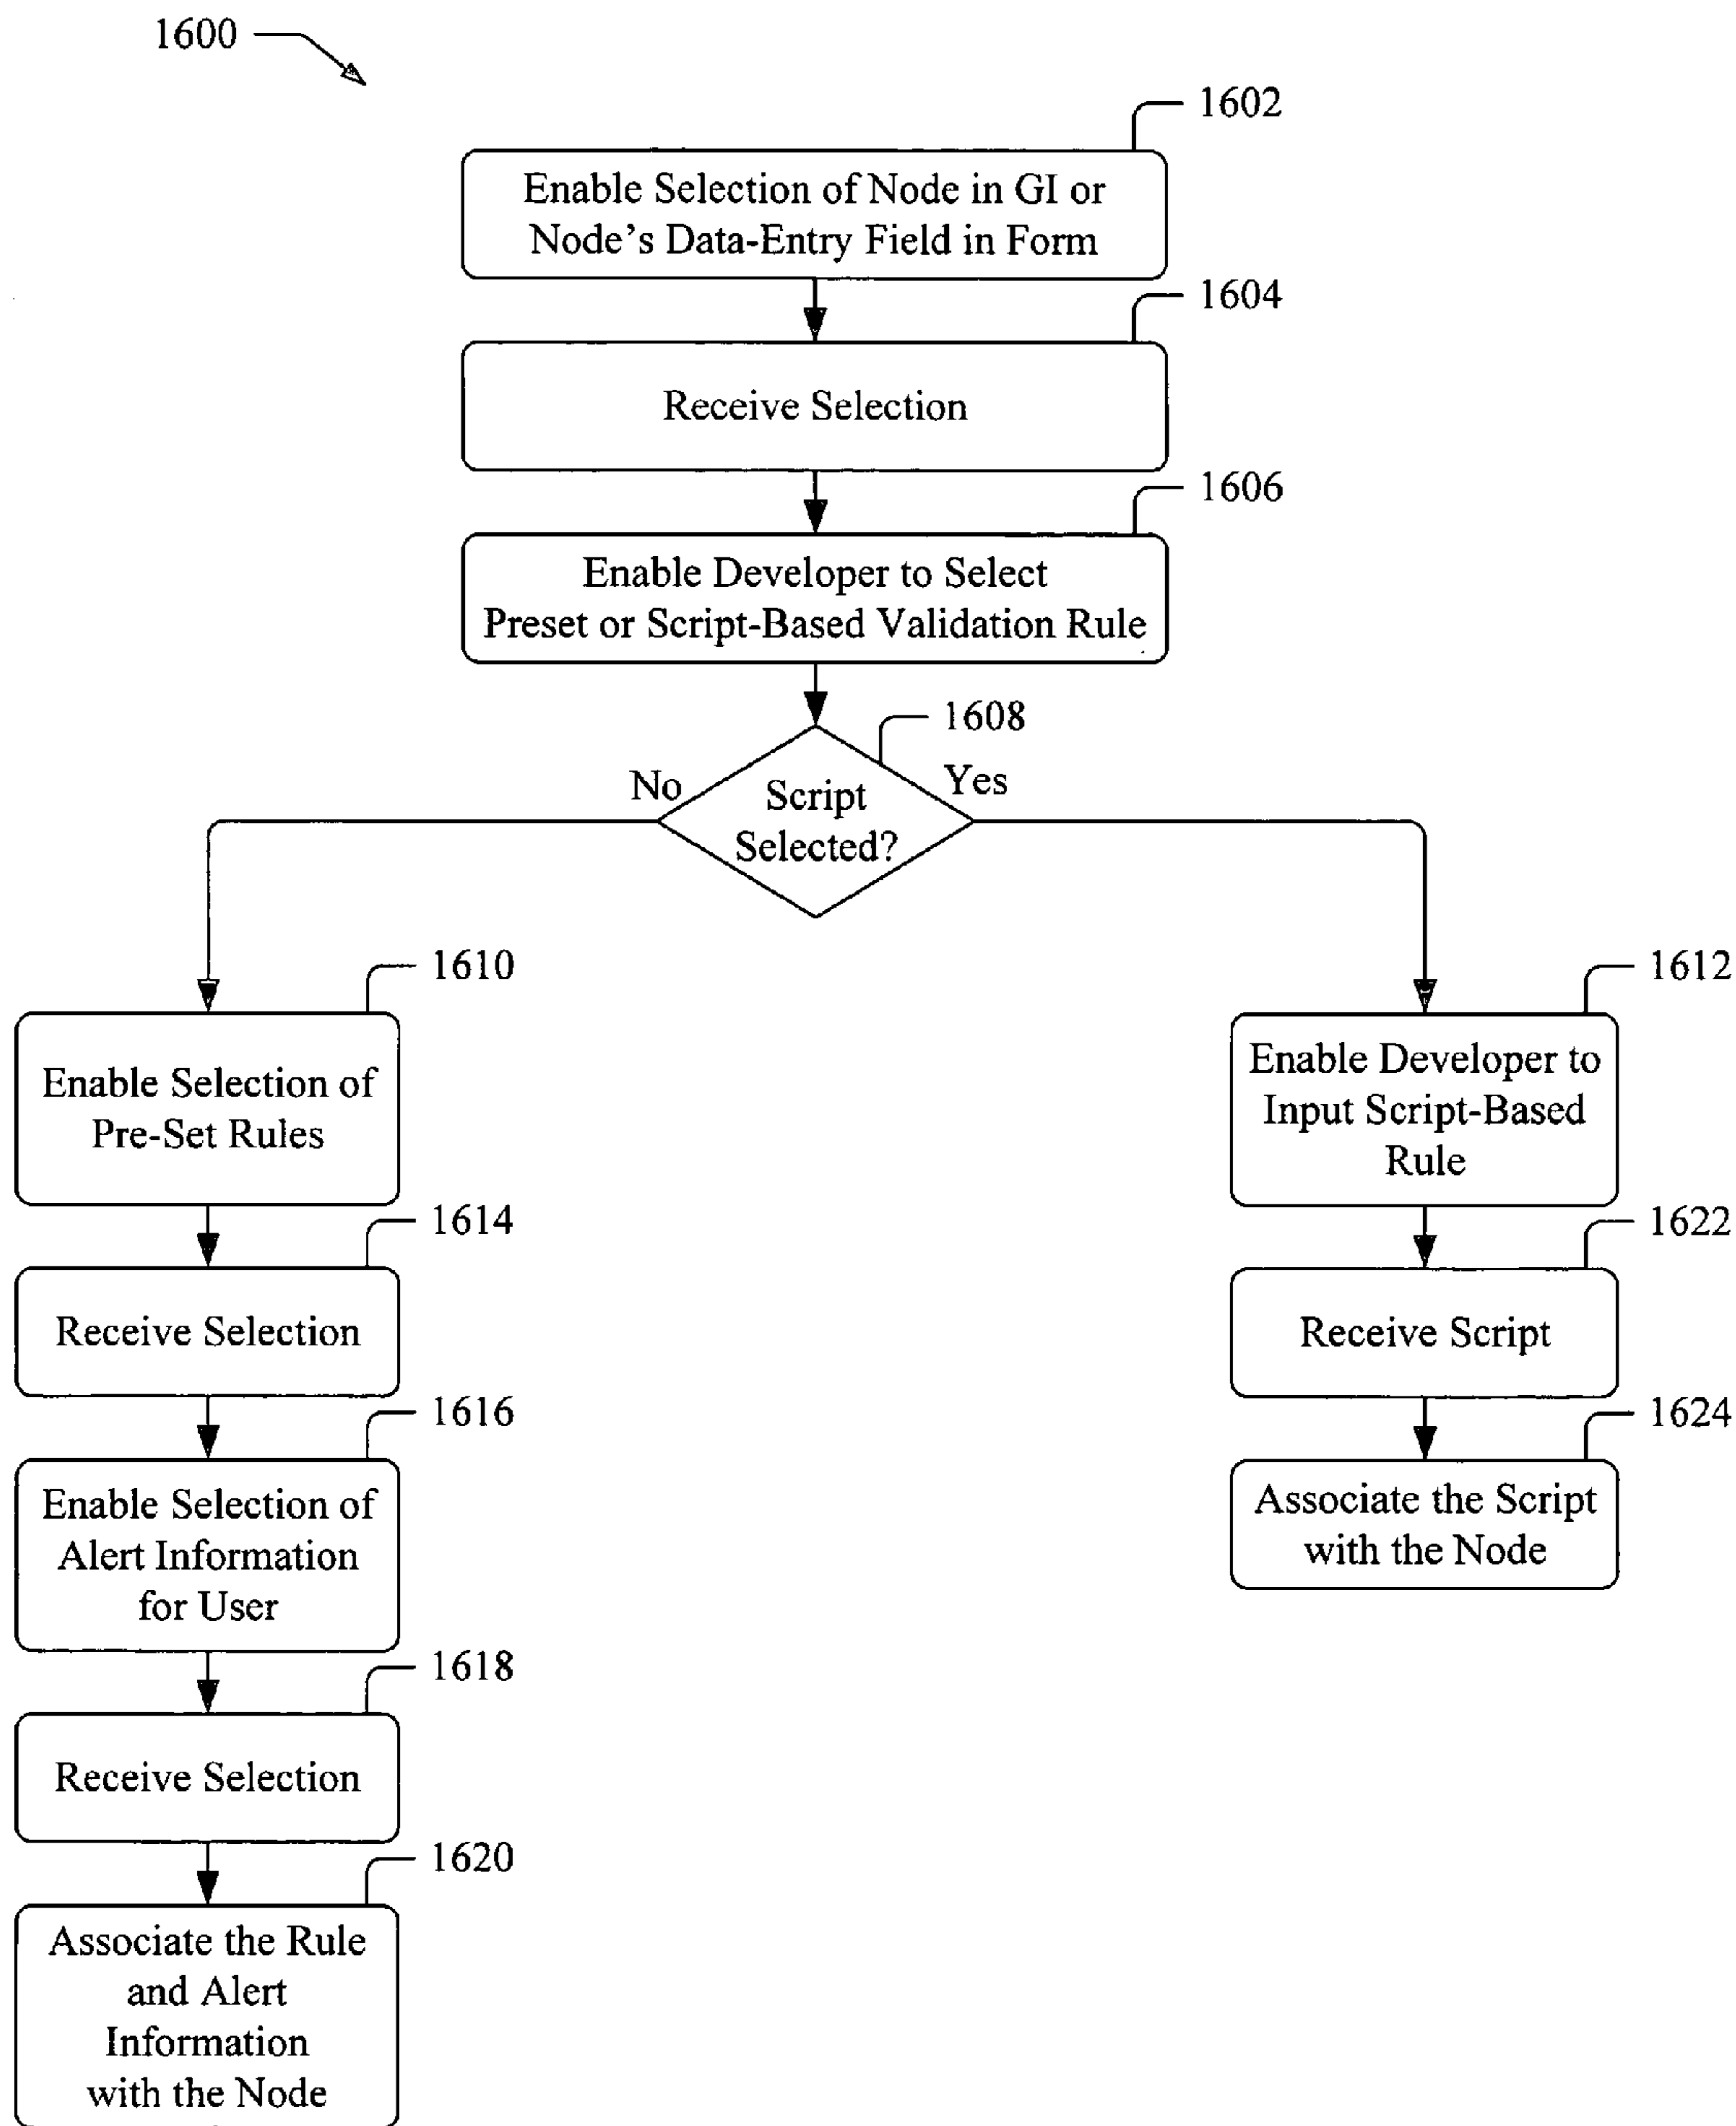 1600
1602
Enable Selection of Node in GI or
Node's Data-Entry Field in Form
1604
Receive Selection
1606
Enable Developer to Select
Preset or Script-Based Validation Rule
1608
No
Yes
Script
Selected?
1610
Enable Selection of
Pre-Set Rules
1614
Receive Selection
1616
Enable Selection of
Alert Information
for User
1618
Receive Selection
1620
Associate the Rule
and Alert
Information
with the Node
1612
Enable Developer to
Input Script-Based
Rule
1622
Receive Script
1624
Associate the Script
with the Node